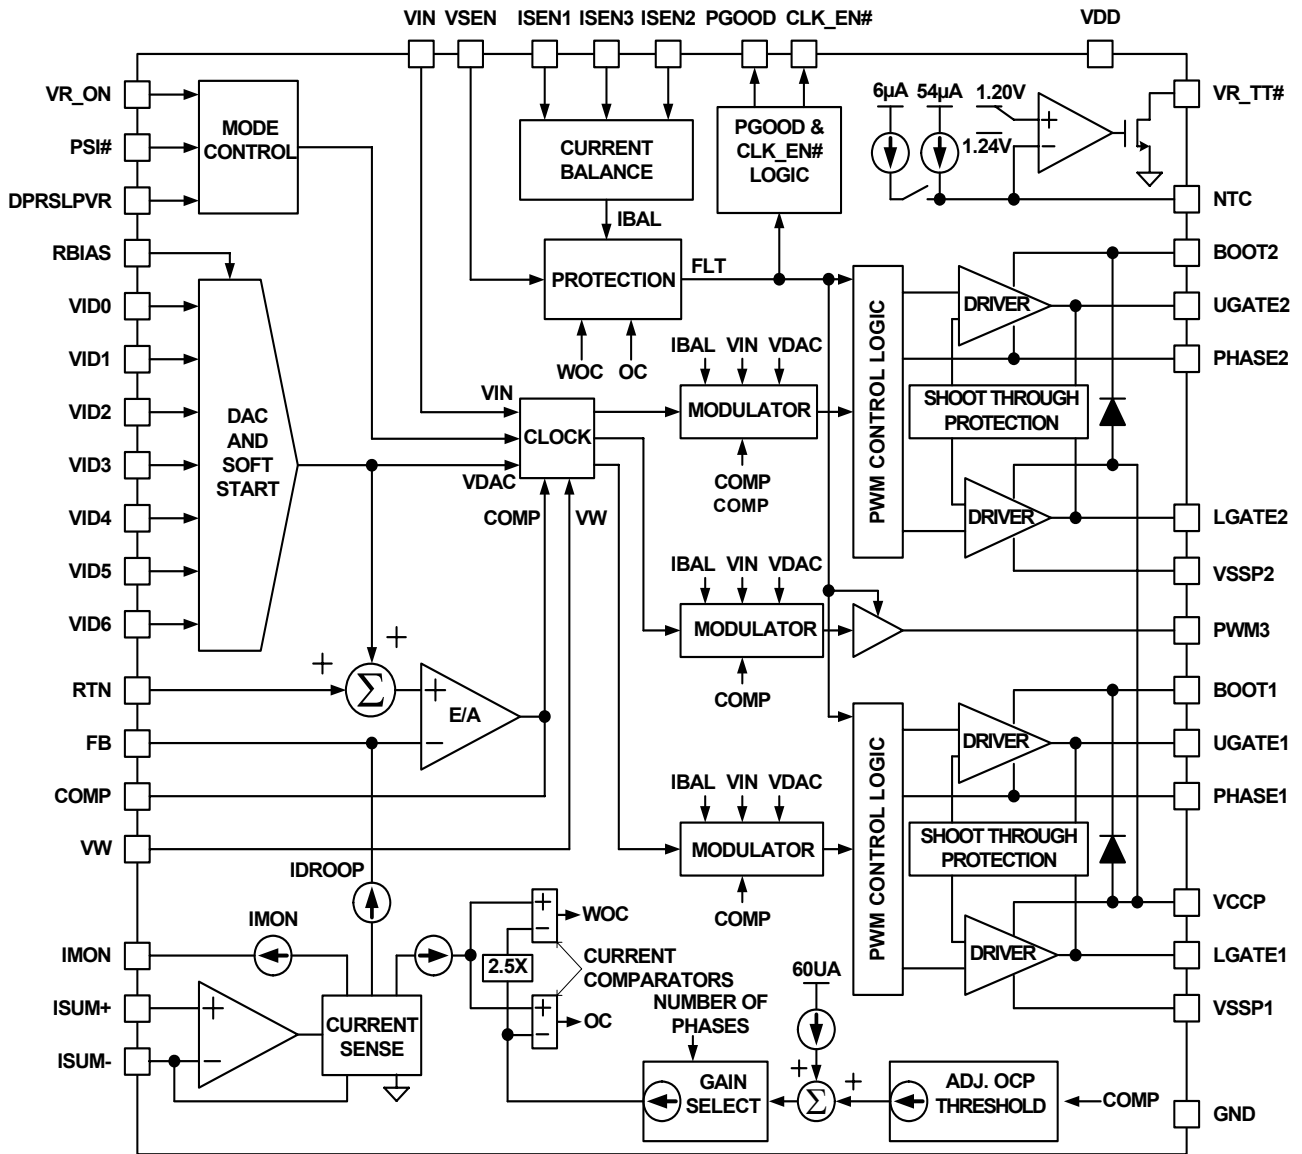 VIN VSEN ISEN1 ISEN3 ISEN2 PGOOD CLK_EN# VDD
VR_ON
PSI#
DPRSLPVR
RBIAS
VID0
VID1
VID2
VID3
VID4
VID5
VID6
RTN
FB
COMP
VW
IMON
ISUM+
ISUM-
MODE
CONTROL
DAC
AND
SOFT
START
CURRENT
BALANCE
IBAL
PROTECTION
FLT
WOC OC
PGOOD &
CLK_EN#
LOGIC
6µA 54µA 1.20V
1.24V
+
−
VR_TT#
NTC
BOOT2
UGATE2
PHASE2
LGATE2
VSSP2
PWM3
BOOT1
UGATE1
PHASE1
VCCP
LGATE1
VSSP1
GND
VIN
CLOCK
VDAC
COMP
VW
IBAL VIN VDAC
MODULATOR
COMP
COMP
IBAL VIN VDAC
MODULATOR
COMP
IBAL VIN VDAC
MODULATOR
COMP
PWM CONTROL LOGIC
DRIVER
SHOOT THROUGH
PROTECTION
DRIVER
PWM CONTROL LOGIC
DRIVER
SHOOT THROUGH
PROTECTION
DRIVER
+
+
Σ
+
E/A
−
IDROOP
IMON
+
−
CURRENT
SENSE
+
−
WOC
2.5X
CURRENT
COMPARATORS
+
−
OC
NUMBER OF
PHASES
60UA
GAIN
SELECT
+
Σ
+
ADJ. OCP
THRESHOLD
COMP